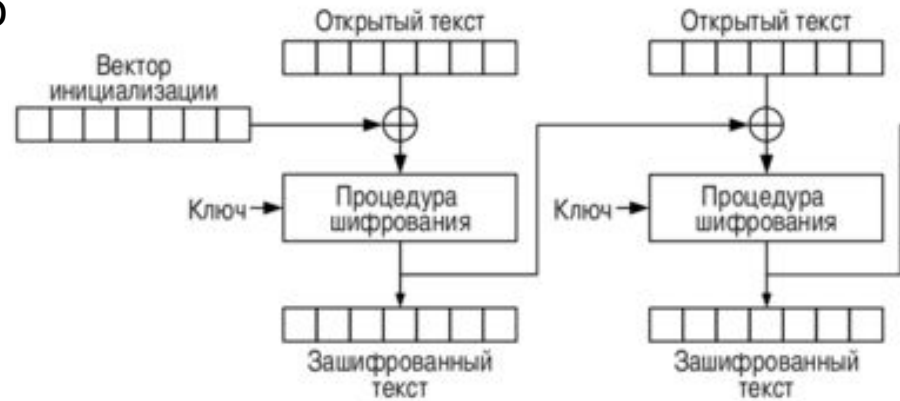 Открытый текст
Открытый текст
Вектор
инициализации
Ключ
Процедура
шифрования
Ключ
Процедура
шифрования
Зашифрованный
текст
Зашифрованный
текст